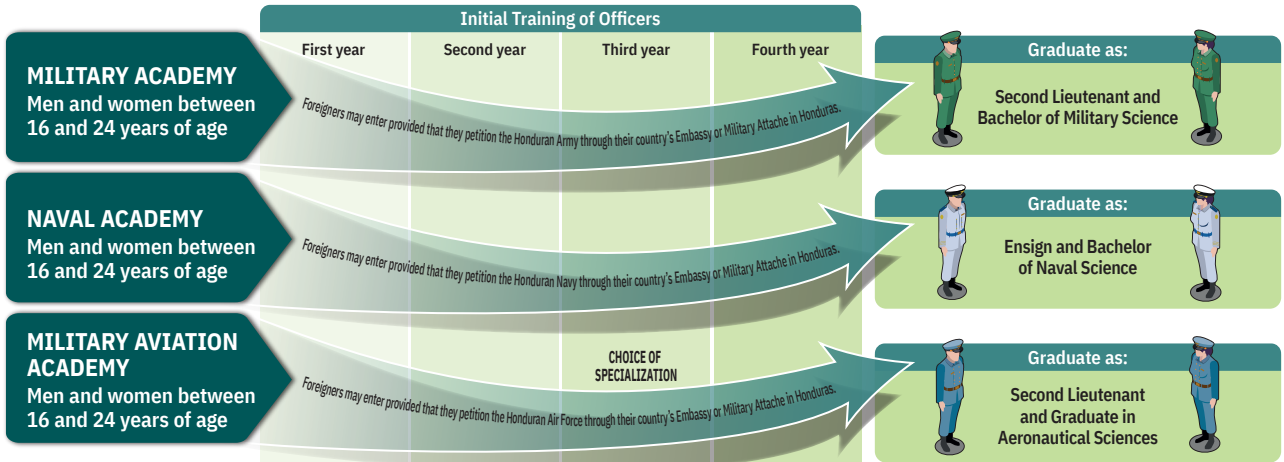 Initial Training of Officers
First year
Second year
Third year
Fourth year
MILITARY ACADEMY
Men and women between
16 and 24 years of age
Foreigners may enter provided that they petition the Honduran Army through their country's Embassy or Military Attache in Honduras.
Graduate as:
Second Lieutenant and
Bachelor of Military Science
NAVAL ACADEMY
Men and women between
16 and 24 years of age
Foreigners may enter provided that they petition the Honduran Navy through their country's Embassy or Military Attache in Honduras.
Graduate as:
Ensign and Bachelor
of Naval Science
MILITARY AVIATION
ACADEMY
Men and women between
16 and 24 years of age
CHOICE OF
SPECIALIZATION
Foreigners may enter provided that they petition the Honduran Air Force through their country's Embassy or Military Attache in Honduras.
Graduate as:
Second Lieutenant
and Graduate in
Aeronautical Sciences